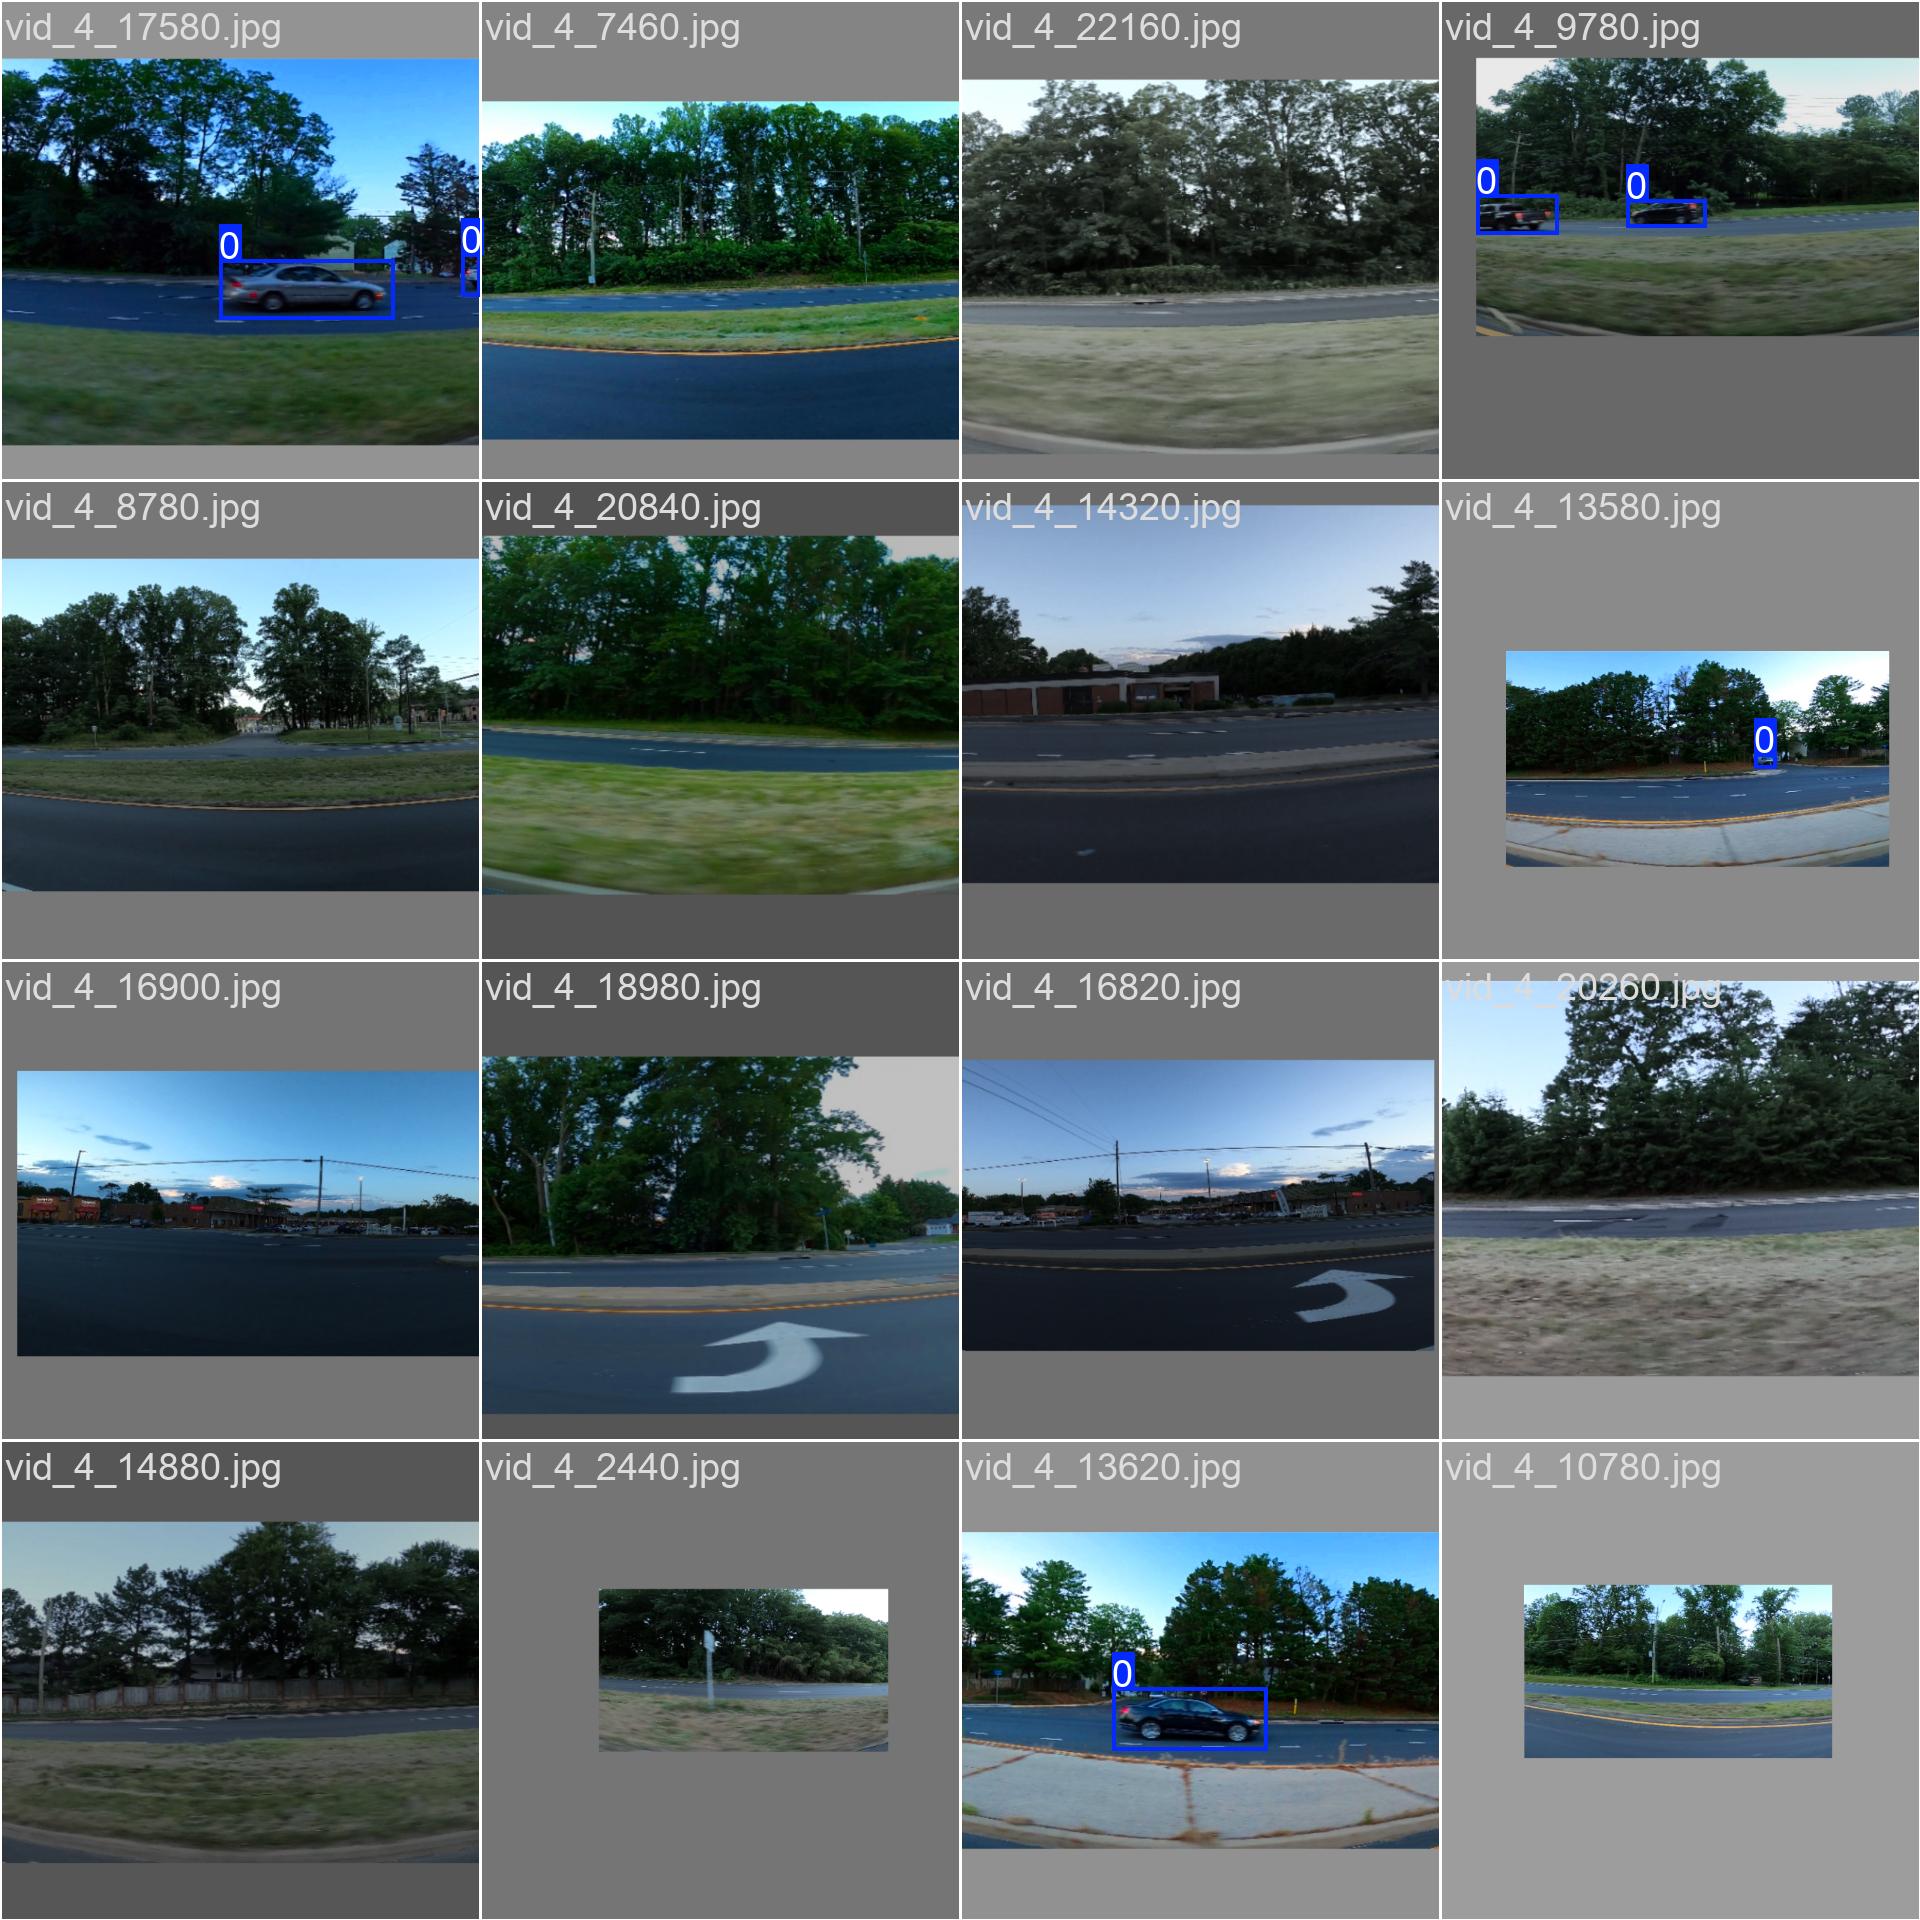 vid_4_17580.jpg
vid_4_7460.jpg
vid_4_22160.jpg
vid_4_9780.jpg
0
0
0
0
vid_4_8780.jpg
vid_4_20840.jpg
vid_4_14320.jpg
vid_4_13580.jpg
0
vid_4_16900.jpg
vid_4_18980.jpg
vid_4_16820.jpg
vid_4_20260.jpg
vid_4_14880.jpg
vid_4_2440.jpg
vid_4_13620.jpg
vid_4_10780.jpg
0